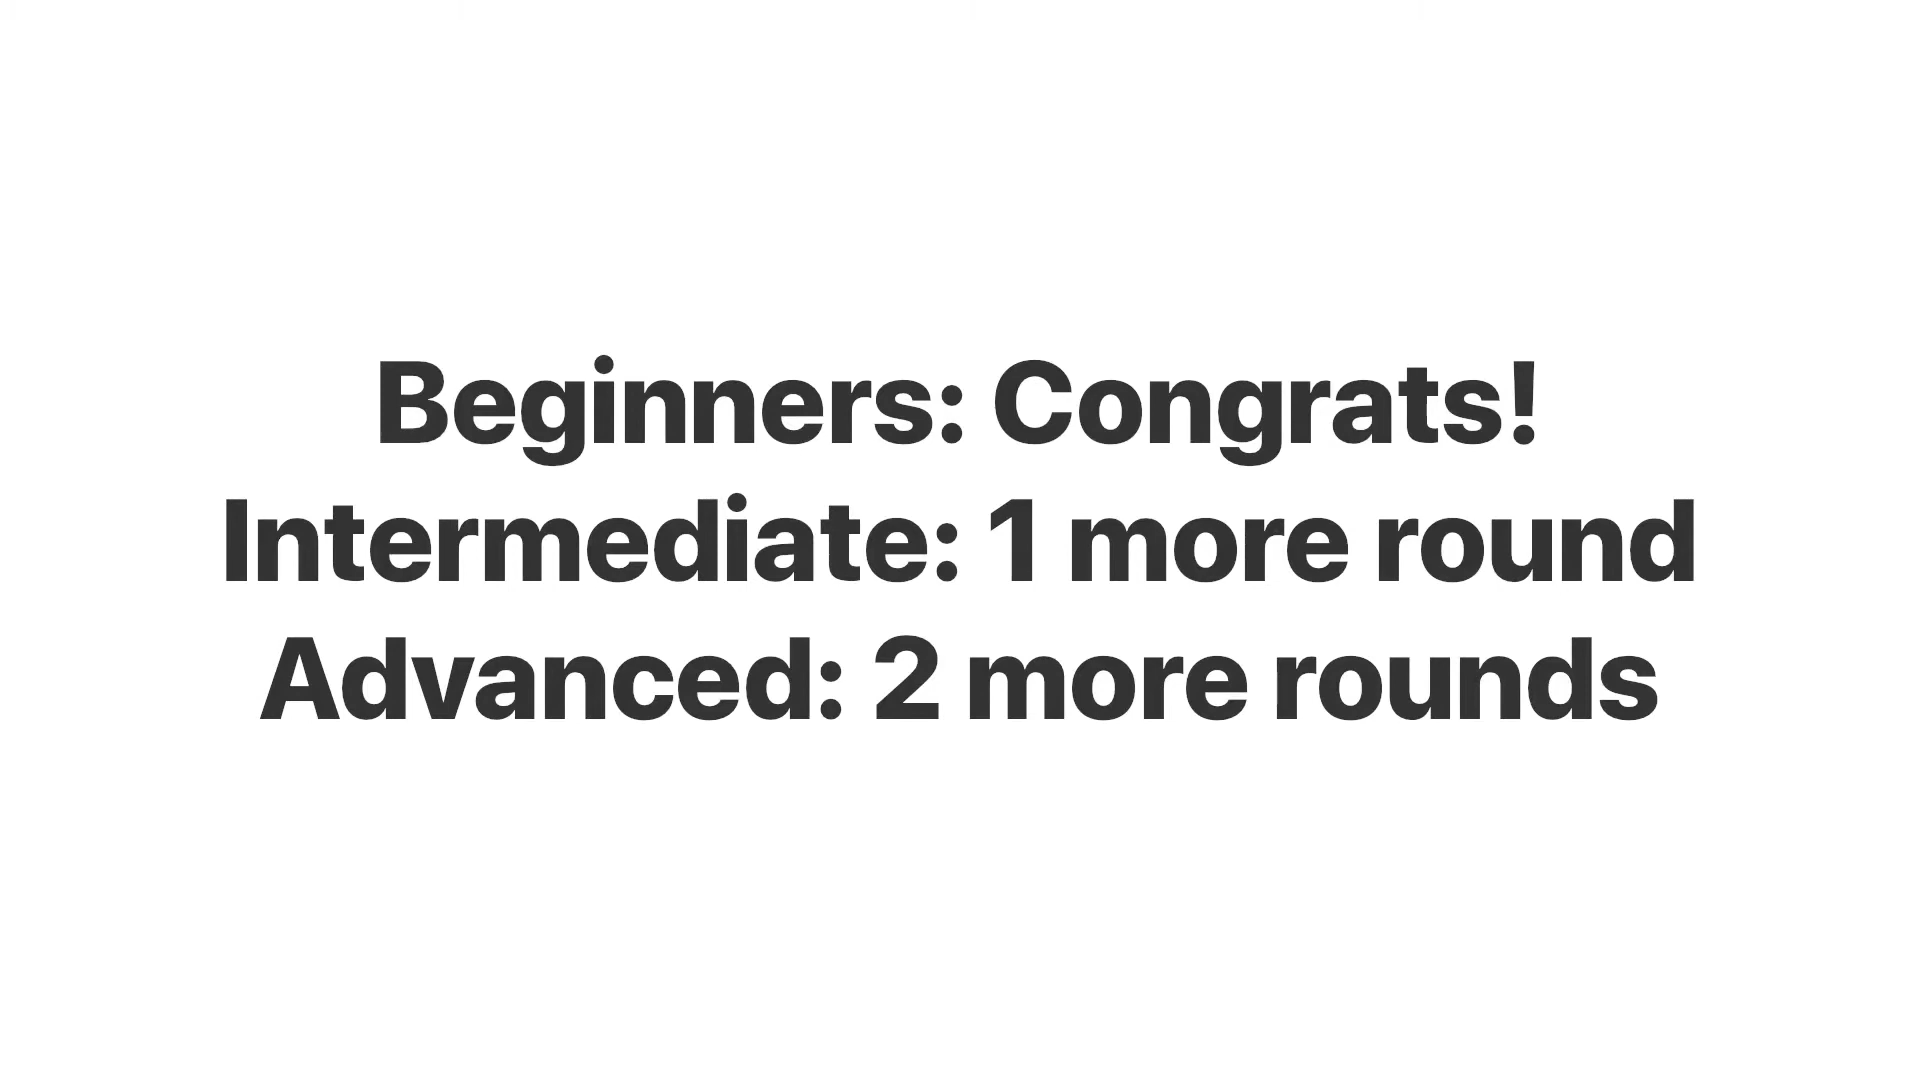 Beginners: Congrats!
Intermediate: 1 more round
Advanced: 2 more rounds